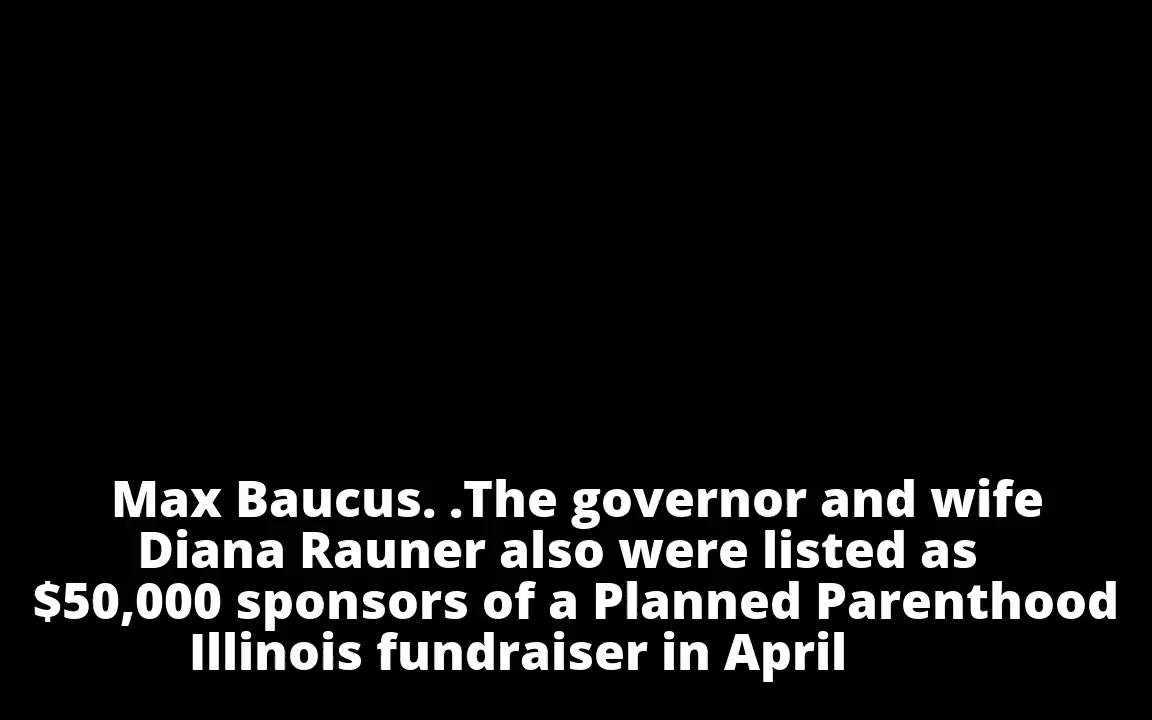 Max Baucus. .The governor and wife
Diana Rauner also were listed as
$50,000 sponsors of a Planned Parenthood
Illinois fundraiser in April